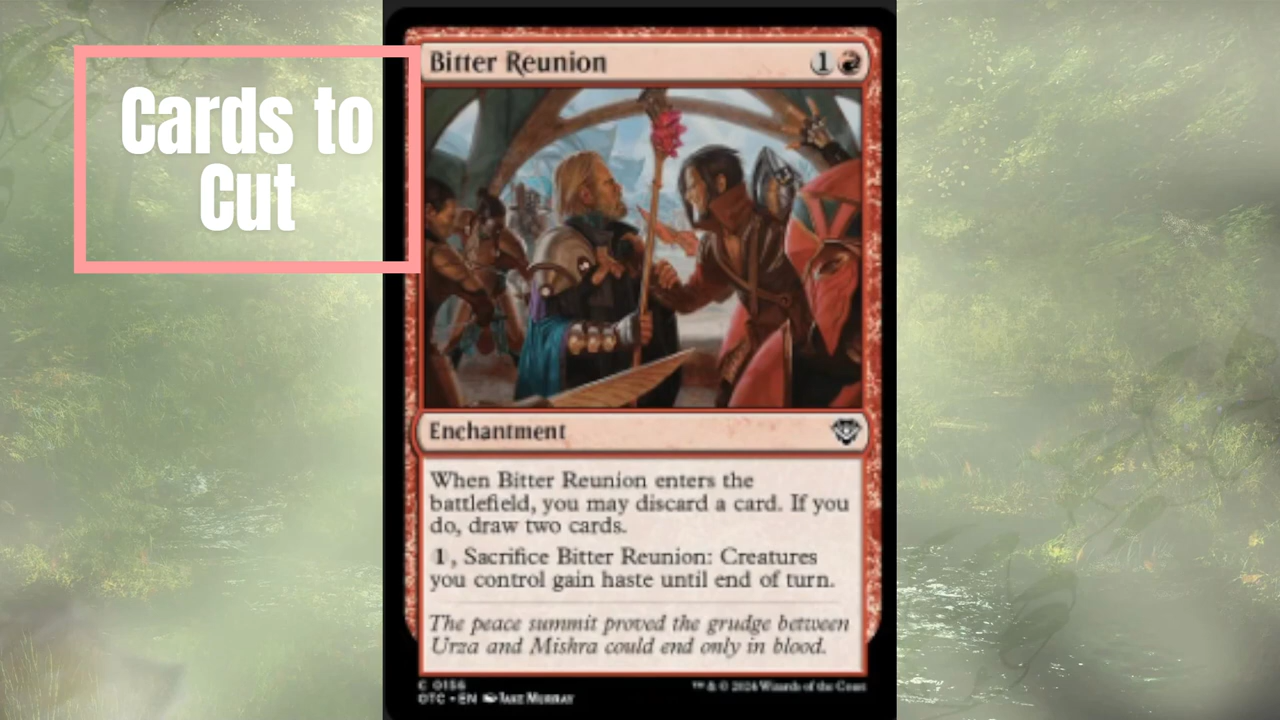 Cards to
Cut
Bitter Reunion 1
Enchantment
When Bitter Reunion enters the
battlefield, you may discard a card. If you
do, draw two cards.
1, Sacrifice Bitter Reunion: Creatures
you control gain haste until end of turn.
The peace summit proved the grudge between
Urza and Mishra could end only in blood.
C 0156
OTC • EN Jake Murray
™ & © 2024 Wizards of the Coast